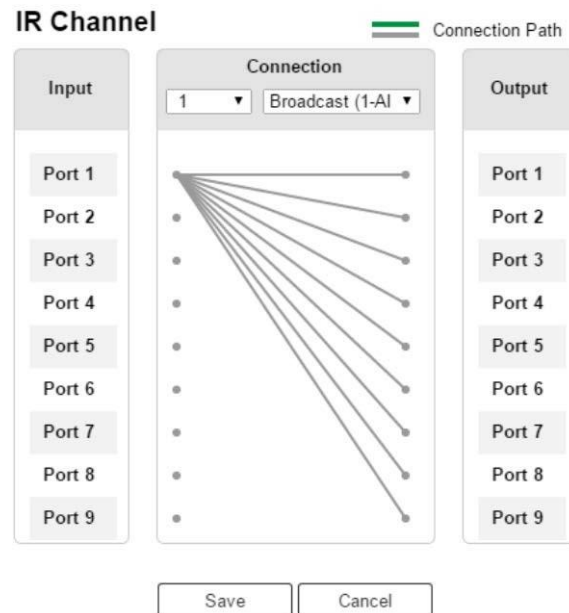 IR Channel
Connection Path
Input
Connection
1
Broadcast (1-Al
Output
Port 1
Port 1
Port 2
Port 2
Port 3
Port 3
Port 4
Port 4
Port 5
Port 5
Port 6
Port 6
Port 7
Port 7
Port 8
Port 8
Port 9
Port 9
Save
Cancel